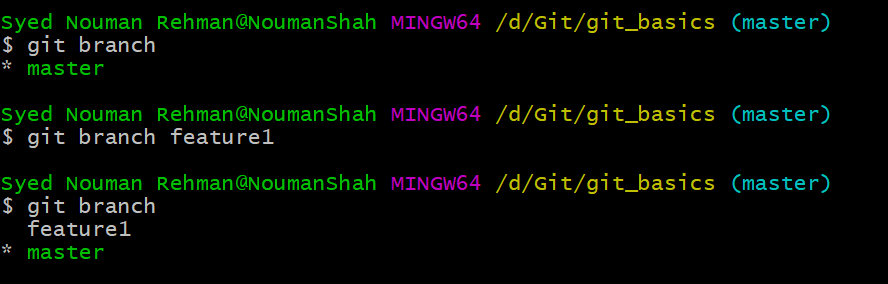 Syed Nouman Rehman@NoumanShah MINGW64 /d/Git/git_basics (master)
$ git branch
* master
Syed Nouman Rehman@NoumanShah MINGW64 /d/Git/git_basics (master)
$ git branch feature1
Syed Nouman Rehman@NoumanShah MINGW64 /d/Git/git_basics (master)
$ git branch
  feature1
* master